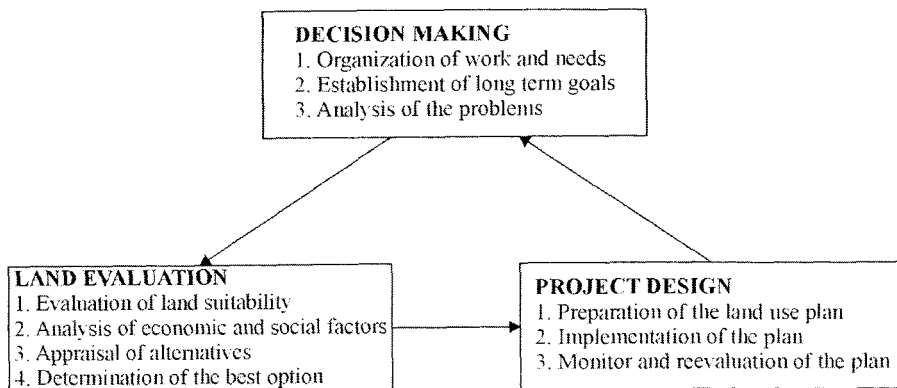 DECISION MAKING
1. Organization of work and needs
2. Establishment of long term goals
3. Analysis of the problems
LAND EVALUATION
1. Evaluation of land suitability
2. Analysis of economic and social factors
3. Appraisal of alternatives
4. Determination of the best option
PROJECT DESIGN
1. Preparation of the land use plan
2. Implementation of the plan
3. Monitor and reevaluation of the plan